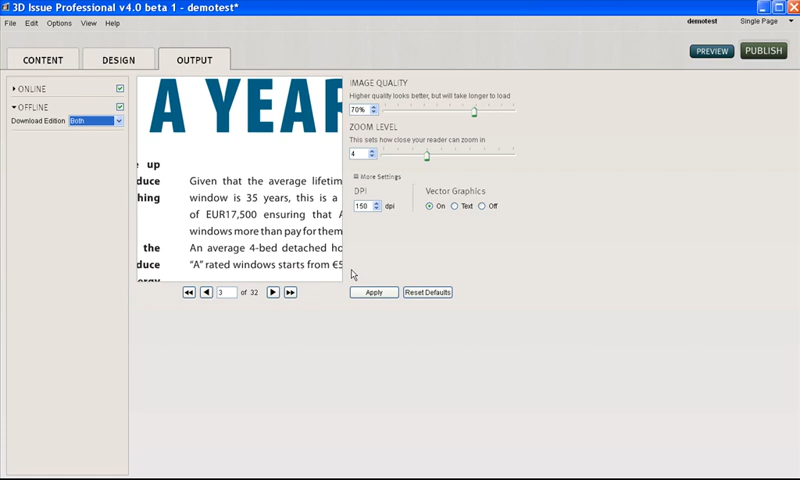 3D Issue Professional v4.0 beta 1 - demotest*
File Edit Options View Help
demotest Single Page
CONTENT DESIGN OUTPUT
PREVIEW PUBLISH
ONLINE
OFFLINE
Download Edition Both
A YEAR
up
duce
hing
the
duce
Given that the average lifetim
window is 35 years, this is a
of EUR17,500 ensuring that A
windows more than pay for them
An average 4-bed detached ho
"A" rated windows starts from €5
3 of 32
IMAGE QUALITY
Higher quality looks better, but will take longer to load
70%
ZOOM LEVEL
This sets how close your reader can zoom in
4
More Settings
DPI Vector Graphics
150 dpi On Text Off
Apply Reset Defaults